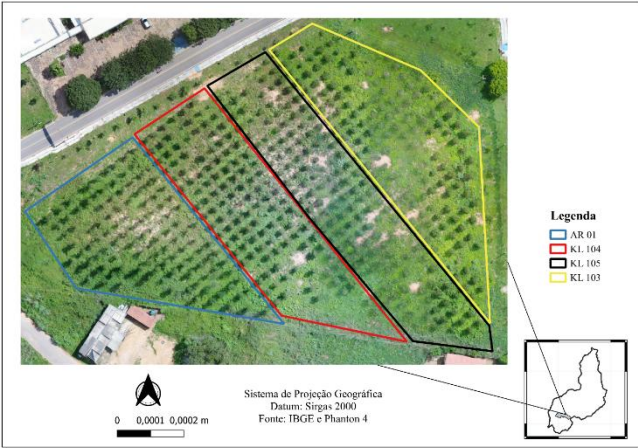 Legenda
AR 01
KL 104
KL 105
KL 103
0 0,0001 0,0002 m
Sistema de Projeção Geográfica
Datum: Sirgas 2000
Fonte: IBGE e Phanton 4